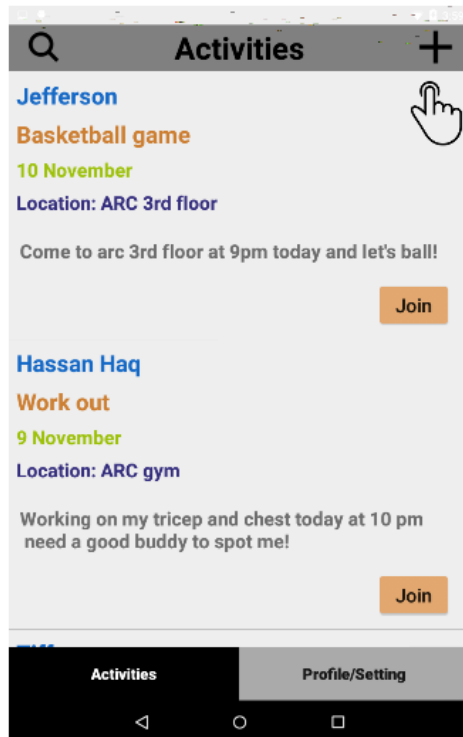 Activities
Jefferson
Basketball game
10 November
Location: ARC 3rd floor
Come to arc 3rd floor at 9pm today and let's ball!
Join
Hassan Haq
Work out
9 November
Location: ARC gym
Working on my tricep and chest today at 10 pm
need a good buddy to spot me!
Join
Activities
Profile/Setting